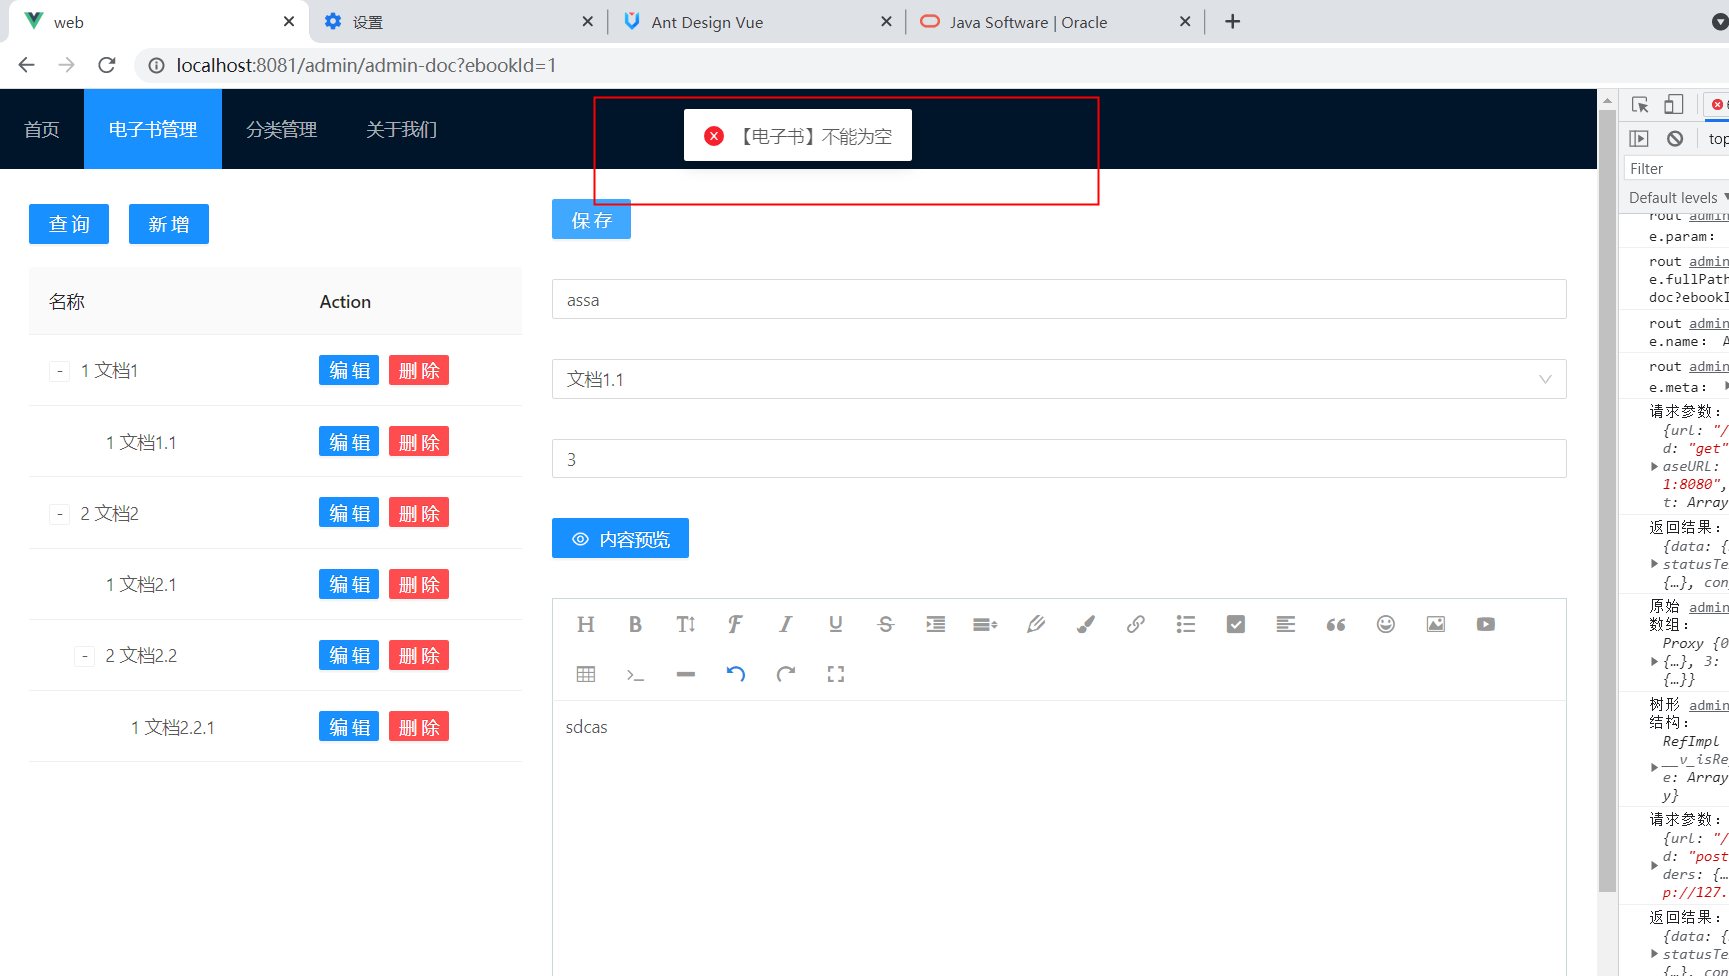 web
设置
Ant Design Vue
Java Software | Oracle
localhost:8081/admin/admin-doc?ebookId=1
首页
电子书管理
分类管理
关于我们
【电子书】不能为空
查 询
新 增
名称
Action
- 1 文档1
编 辑
删 除
1 文档1.1
编 辑
删 除
- 2 文档2
编 辑
删 除
1 文档2.1
编 辑
删 除
- 2 文档2.2
编 辑
删 除
1 文档2.2.1
编 辑
删 除
保 存
assa
文档1.1
3
内容预览
sdcas
top
Filter
Default levels
rout admin
e.param:
rout admin
e.fullPath
doc?ebookI
rout admin
e.name: A
rout admin
e.meta:
请求参数:
{url: "/
d: "get"
aseURL:
1:8080",
t: Array
返回结果:
{data: {
statusTe
{…}, con
原始 admin
数组:
Proxy {0
{…}, 3:
{…}}
树形 admin
结构:
RefImpl
__v_isRe
e: Array
y}
请求参数:
{url: "/
d: "post
ders: {…
p://127.
返回结果:
{data: {
statusTe
{…}, con